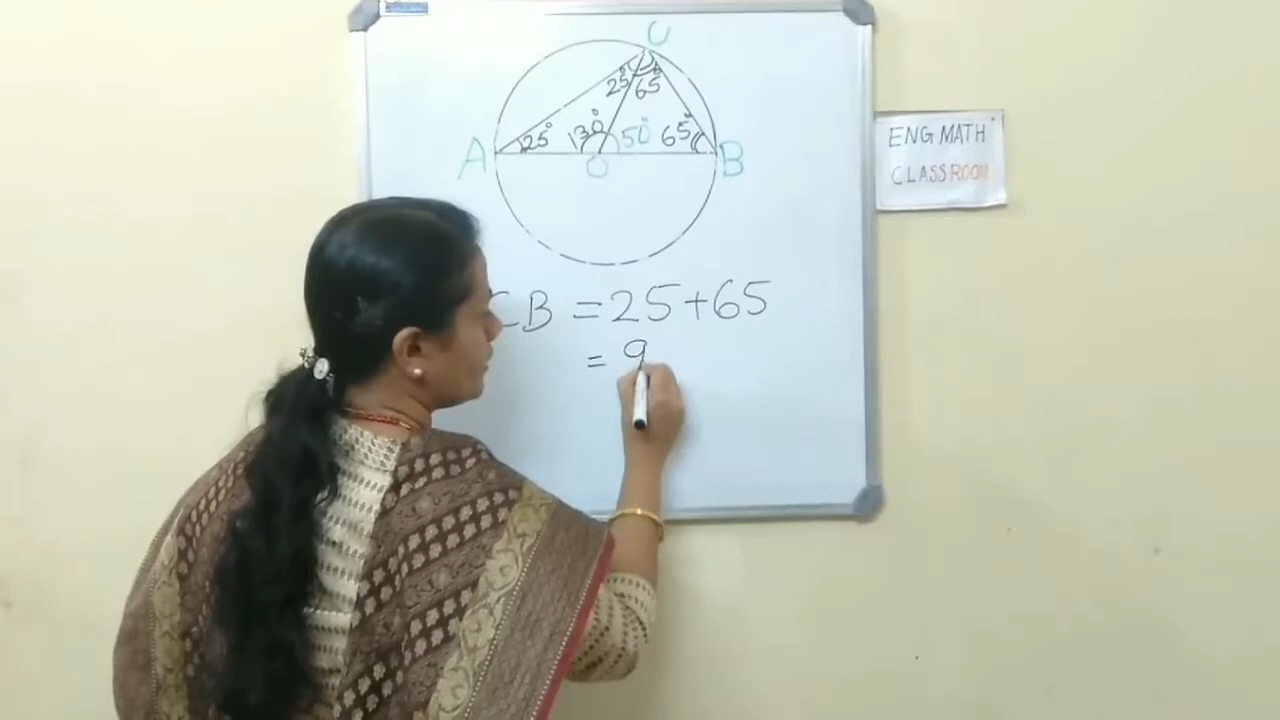 C
25° 65
A 25° 130° 50° 65° B
O
CB = 25+65
= 9
ENG MATH
CLASSROOM